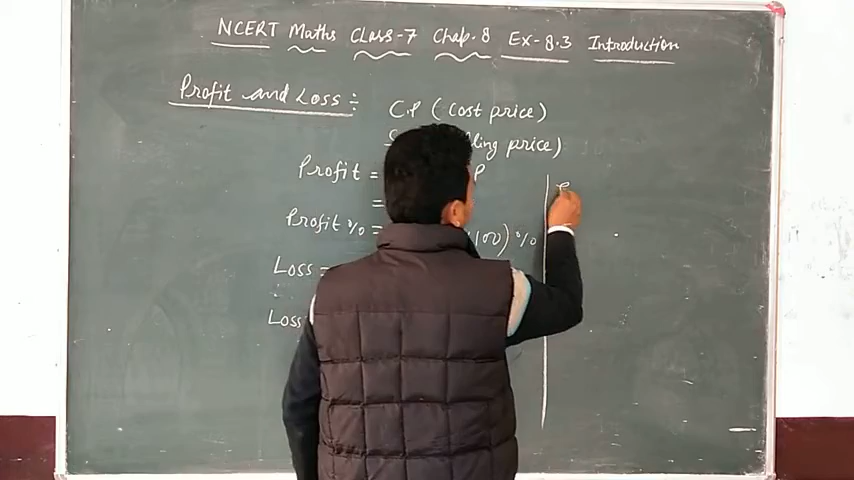 NCERT Maths Class-7 Chap. 8 Ex-8.3 Introduction
Profit and Loss ÷
C.P (Cost price)
price)
Profit =
=
Profit % = 100) %
Loss =
Loss